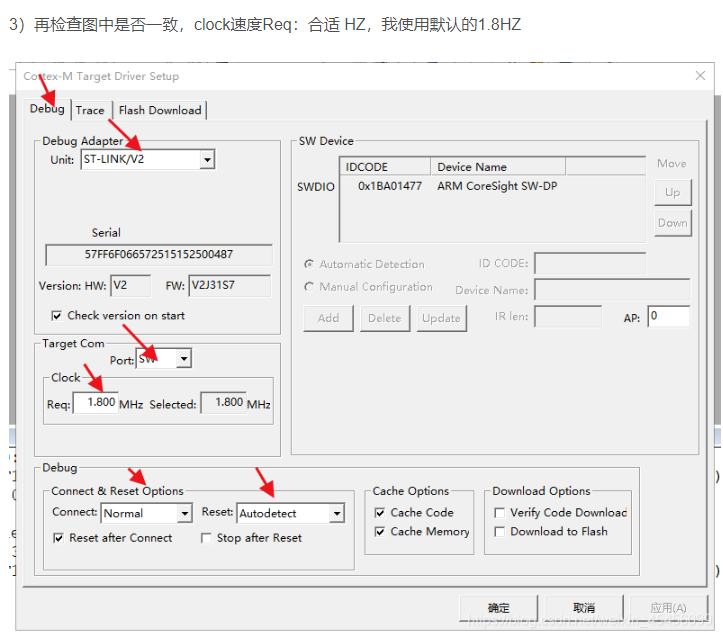 3）再检查图中是否一致，clock速度Req：合适 HZ，我使用默认的1.8HZ
Cortex-M Target Driver Setup
Debug Trace Flash Download
Debug Adapter
Unit: ST-LINK/V2
Serial
57FF6F066572515152500487
Version: HW: V2 FW: V2J31S7
Check version on start
Target Com
Port: SW
Clock
Req: 1.800 MHz Selected: 1.800 MHz
SW Device
IDCODE Device Name
SWDIO 0x1BA01477 ARM CoreSight SW-DP
Move
Up
Down
Automatic Detection ID CODE:
Manual Configuration Device Name:
Add Delete Update IR len: AP: 0
Debug
Connect & Reset Options
Connect: Normal Reset: Autodetect
Reset after Connect Stop after Reset
Cache Options
Cache Code
Cache Memory
Download Options
Verify Code Download
Download to Flash
确定 取消 应用(A)